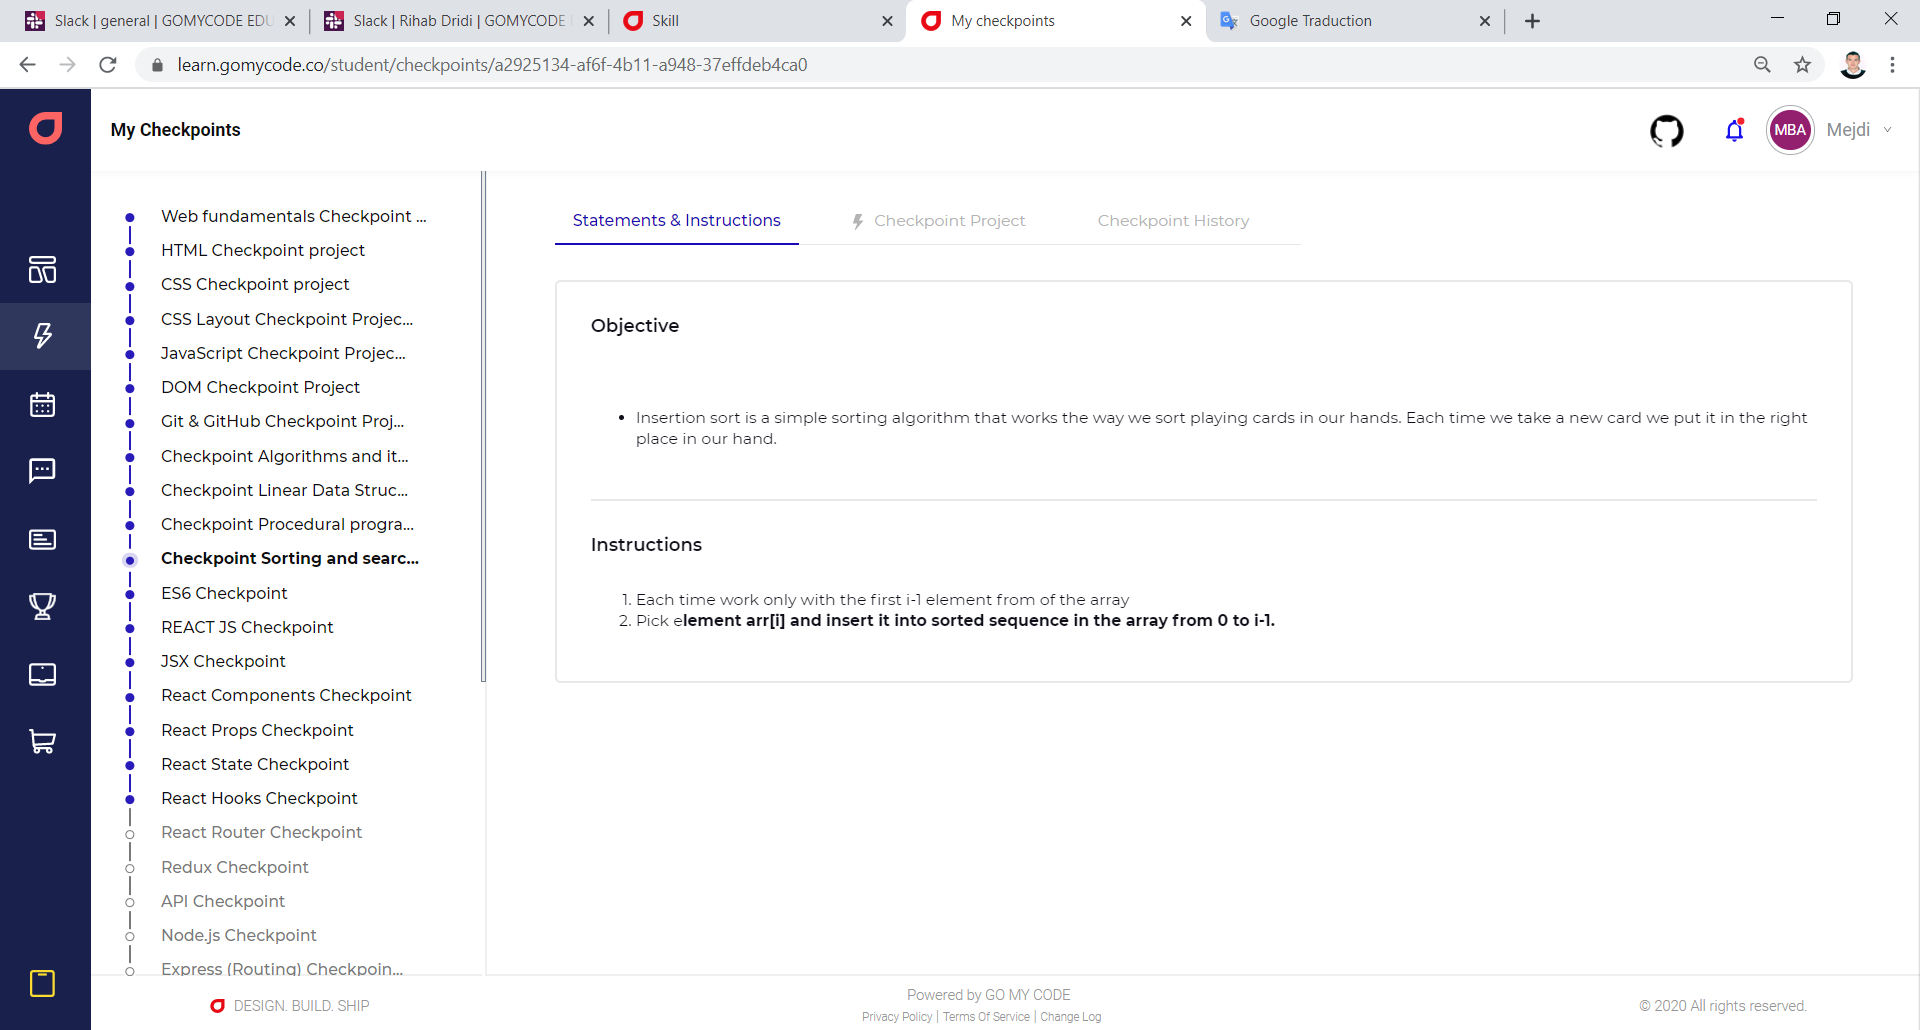 Slack | general | GOMYCODE EDU
Slack | Rihab Dridi | GOMYCODE
Skill
My checkpoints
Google Traduction
learn.gomycode.co/student/checkpoints/a2925134-af6f-4b11-a948-37effdeb4ca0
My Checkpoints
MBA
Mejdi
Web fundamentals Checkpoint ...
HTML Checkpoint project
CSS Checkpoint project
CSS Layout Checkpoint Projec...
JavaScript Checkpoint Projec...
DOM Checkpoint Project
Git & GitHub Checkpoint Proj...
Checkpoint Algorithms and it...
Checkpoint Linear Data Struc...
Checkpoint Procedural progra...
Checkpoint Sorting and searc...
ES6 Checkpoint
REACT JS Checkpoint
JSX Checkpoint
React Components Checkpoint
React Props Checkpoint
React State Checkpoint
React Hooks Checkpoint
React Router Checkpoint
Redux Checkpoint
API Checkpoint
Node.js Checkpoint
Express (Routing) Checkpoin...
Statements & Instructions
Checkpoint Project
Checkpoint History
Objective
• Insertion sort is a simple sorting algorithm that works the way we sort playing cards in our hands. Each time we take a new card we put it in the right
place in our hand.
Instructions
1. Each time work only with the first i-1 element from of the array
2. Pick element arr[i] and insert it into sorted sequence in the array from 0 to i-1.
DESIGN. BUILD. SHIP
Powered by GO MY CODE
Privacy Policy | Terms Of Service | Change Log
© 2020 All rights reserved.